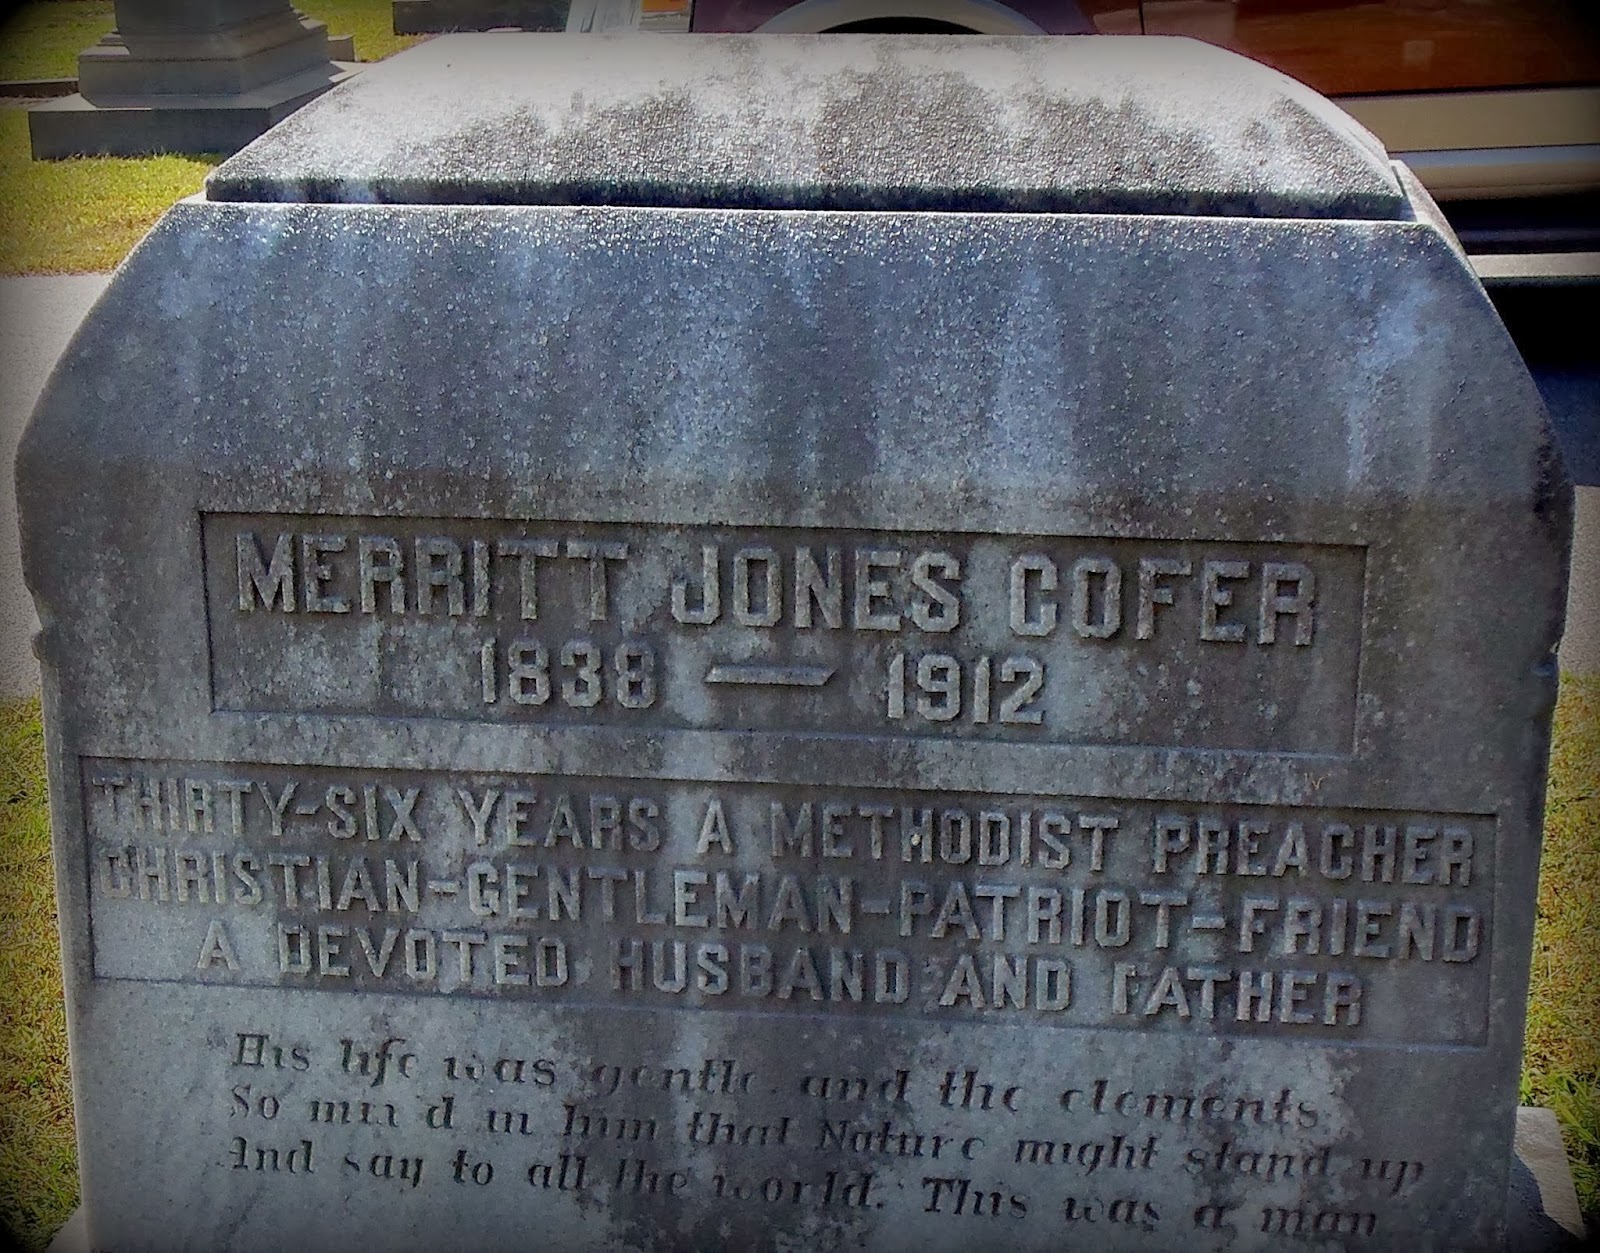 MERRITT JONES COFER
1838 — 1912
THIRTY-SIX YEARS A METHODIST PREACHER
CHRISTIAN-GENTLEMAN-PATRIOT-FRIEND
A DEVOTED HUSBAND AND FATHER
His life was gentle, and the elements
So mixed in him that Nature might stand up
And say to all the world, This was a man